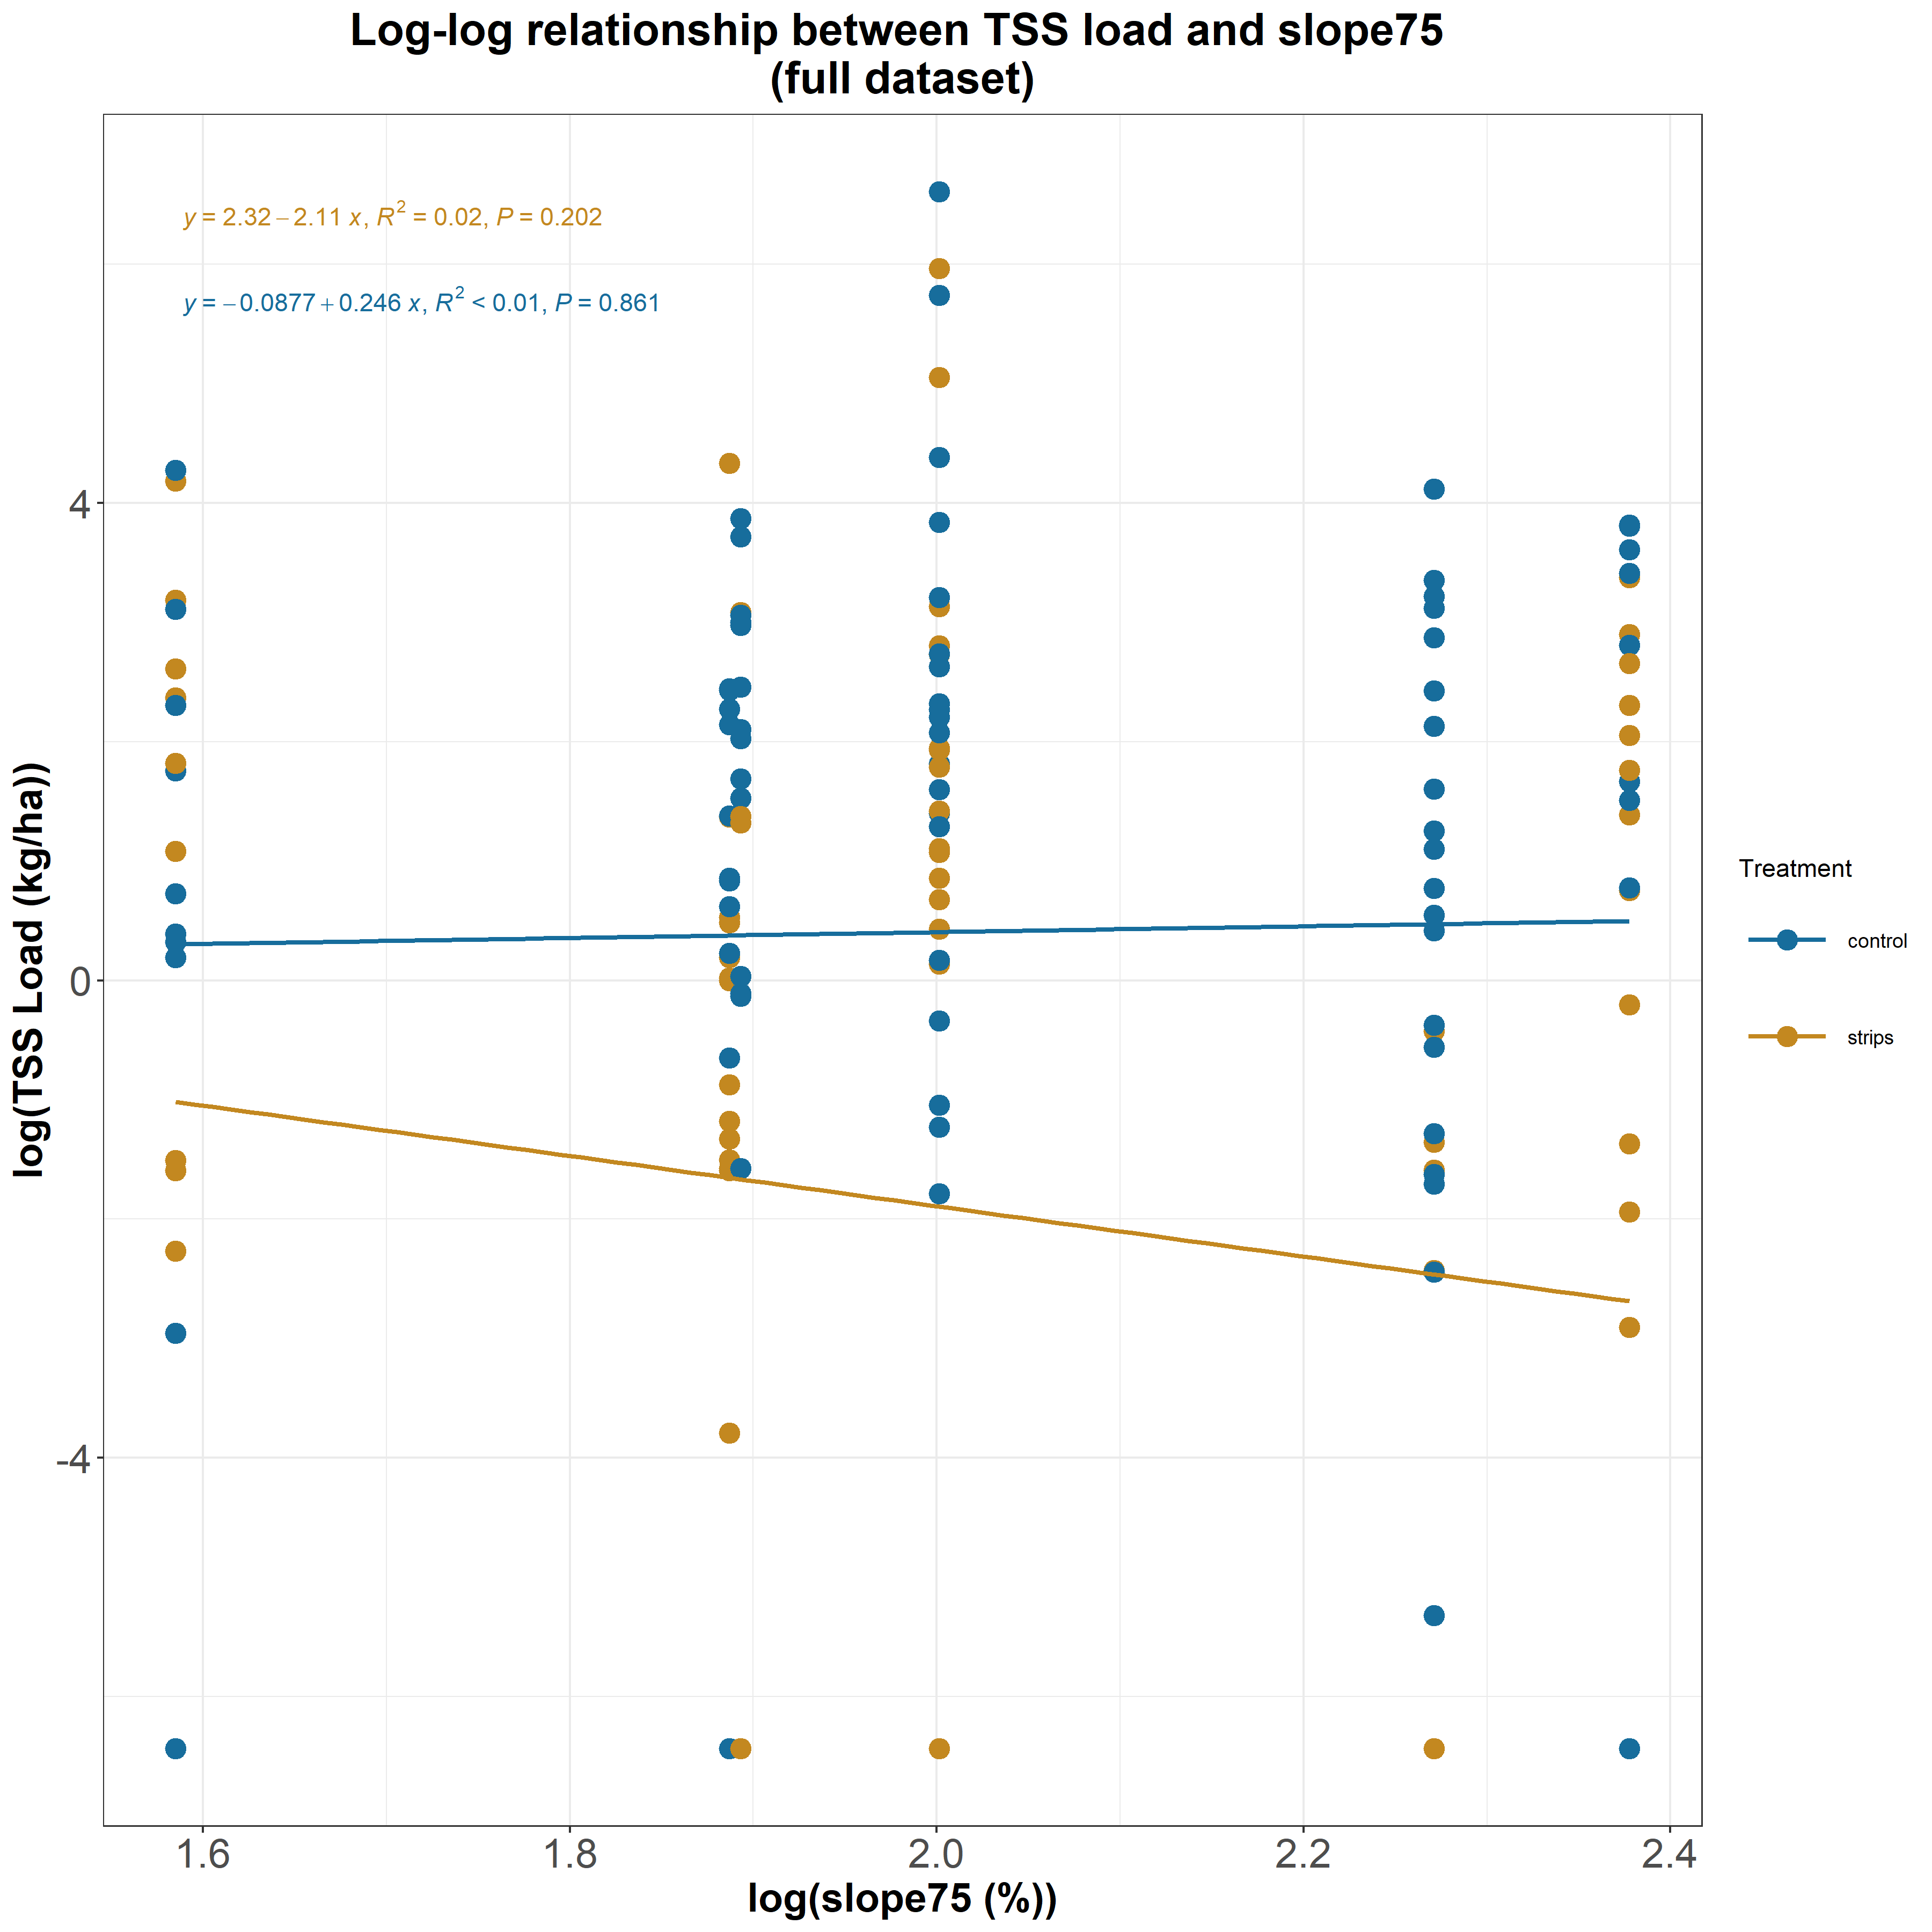 Log-log relationship between TSS load and slope75
(full dataset)
y = 2.32 − 2.11 x, R² = 0.02, P = 0.202
y = −0.0877 + 0.246 x, R² < 0.01, P = 0.861
4
0
-4
log(TSS Load (kg/ha))
1.6 1.8 2.0 2.2 2.4
log(slope75 (%))
Treatment
control
strips